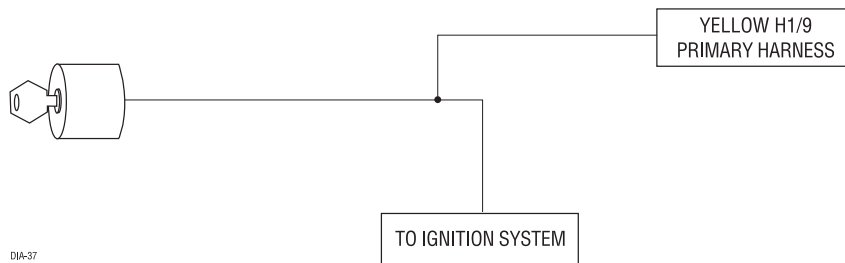 YELLOW H1/9
PRIMARY HARNESS
TO IGNITION SYSTEM
DIA-37